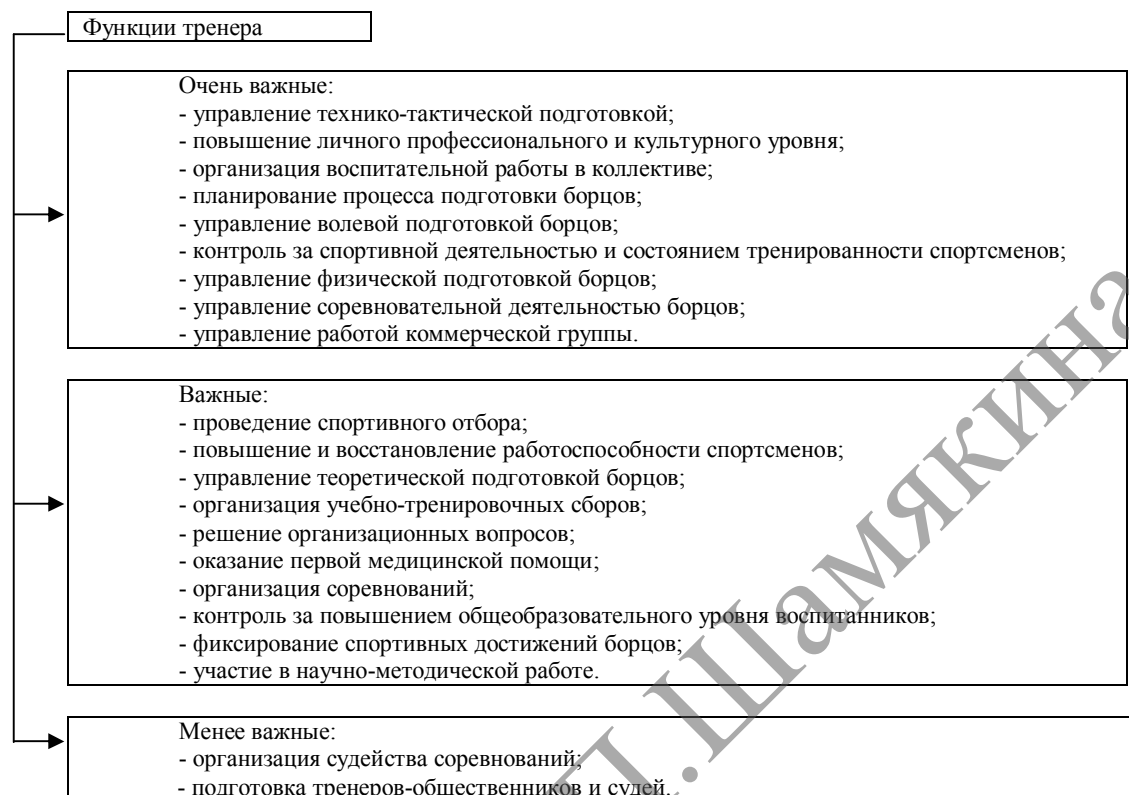 Функции тренера
Очень важные:
- управление технико-тактической подготовкой;
- повышение личного профессионального и культурного уровня;
- организация воспитательной работы в коллективе;
- планирование процесса подготовки борцов;
- управление волевой подготовкой борцов;
- контроль за спортивной деятельностью и состоянием тренированности спортсменов;
- управление физической подготовкой борцов;
- управление соревновательной деятельностью борцов;
- управление работой коммерческой группы.
Важные:
- проведение спортивного отбора;
- повышение и восстановление работоспособности спортсменов;
- управление теоретической подготовкой борцов;
- организация учебно-тренировочных сборов;
- решение организационных вопросов;
- оказание первой медицинской помощи;
- организация соревнований;
- контроль за повышением общеобразовательного уровня воспитанников;
- фиксирование спортивных достижений борцов;
- участие в научно-методической работе.
Менее важные:
- организация судейства соревнований;
- подготовка тренеров-общественников и судей.
П.Шамякина